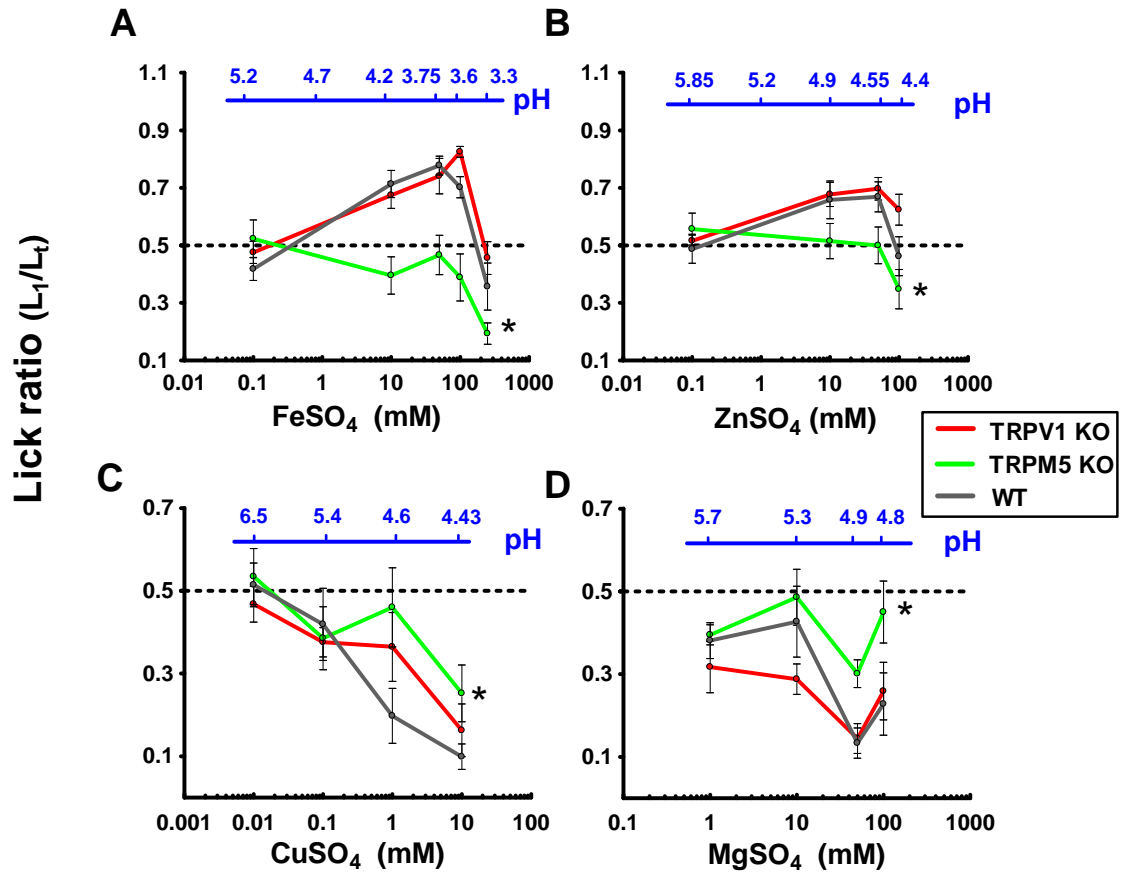 A
B
5.2 4.7 4.2 3.75 3.6 3.3
pH
5.85 5.2 4.9 4.55 4.4
pH
1.1
0.9
0.7
0.5
0.3
0.1
*
0.01 0.1 1 10 100 1000
FeSO4 (mM)
1.1
0.9
0.7
0.5
0.3
0.1
*
0.01 0.1 1 10 100 1000
ZnSO4 (mM)
Lick ratio (L1/Lt)
TRPV1 KO
TRPM5 KO
WT
C
D
6.5 5.4 4.6 4.43
pH
5.7 5.3 4.9 4.8
pH
0.7
0.5
0.3
0.1
*
0.001 0.01 0.1 1 10 100
CuSO4 (mM)
0.7
0.5
0.3
0.1
*
0.1 1 10 100 1000
MgSO4 (mM)